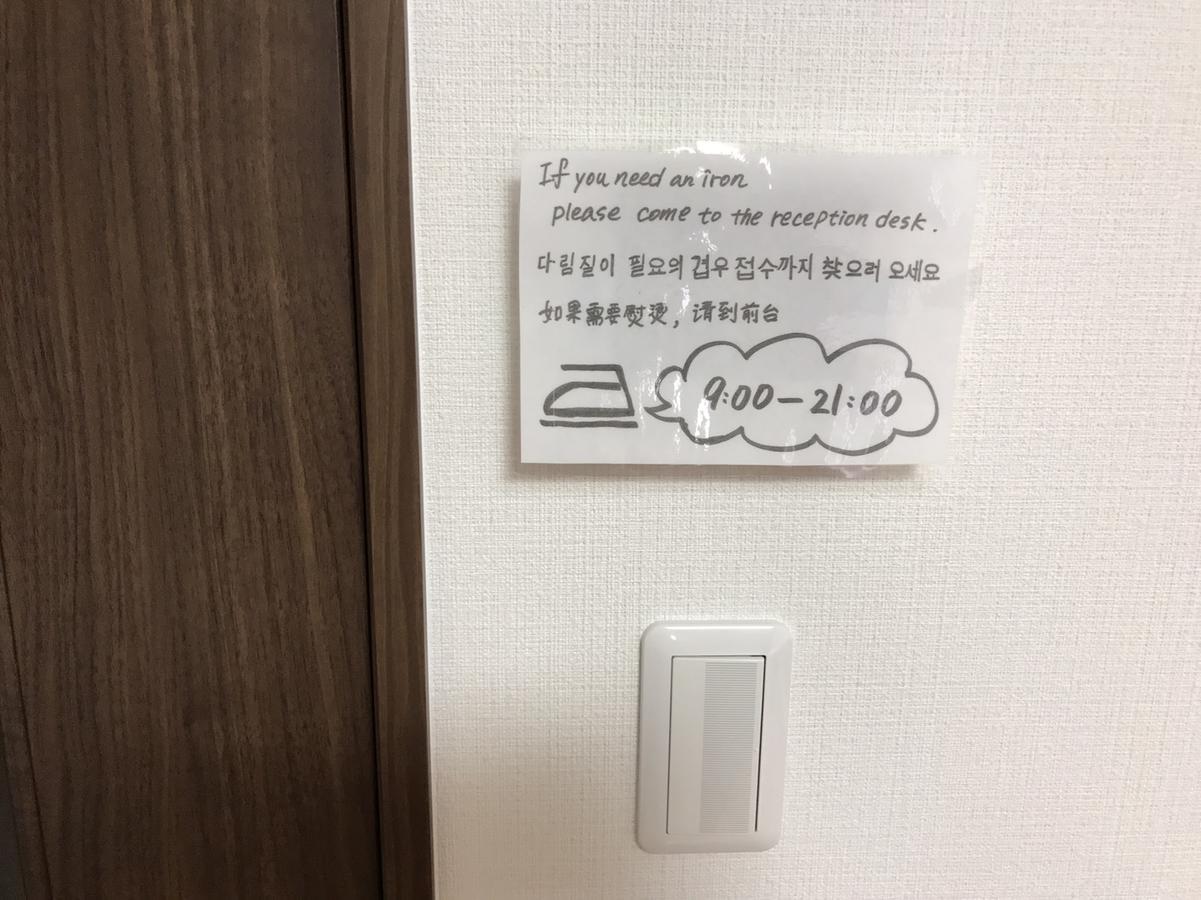 If you need an iron
please come to the reception desk.
다림질이 필요의 겹우 접수까지 찾으러 오세요
如果需要熨烫,请到前台
9:00-21:00